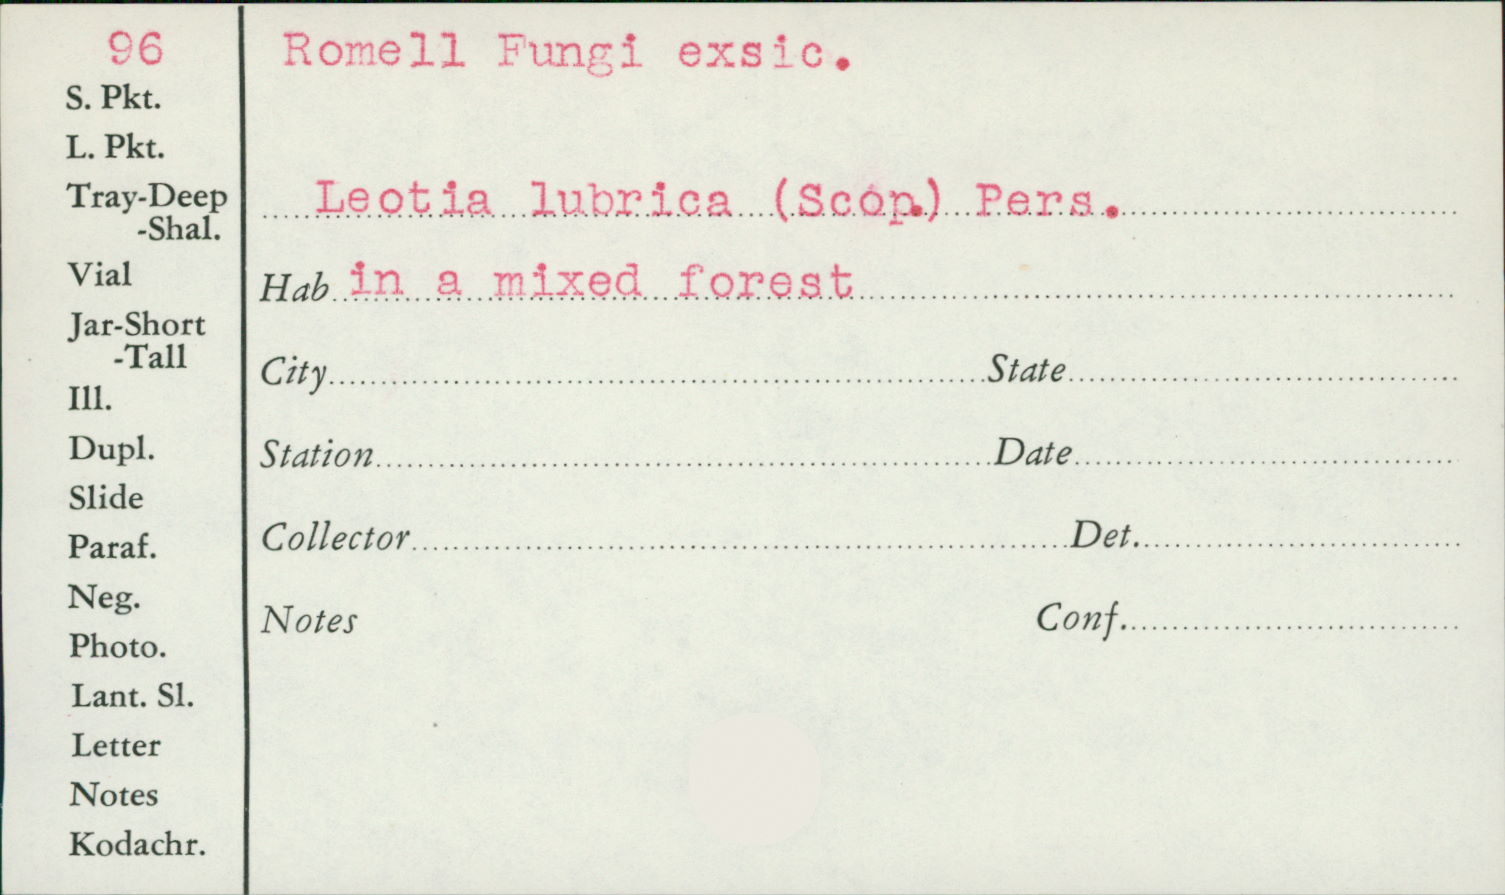 96
Romell Fungi exsic.
S. Pkt.
L. Pkt.
Tray-Deep
-Shal.
Vial
Jar-Short
-Tall
Ill.
Dupl.
Slide
Paraf.
Neg.
Photo.
Lant. Sl.
Letter
Notes
Kodachr.
Leotia lubrica (Scop.) Pers.
Hab in a mixed forest
City State
Station Date
Collector Det.
Notes Conf.